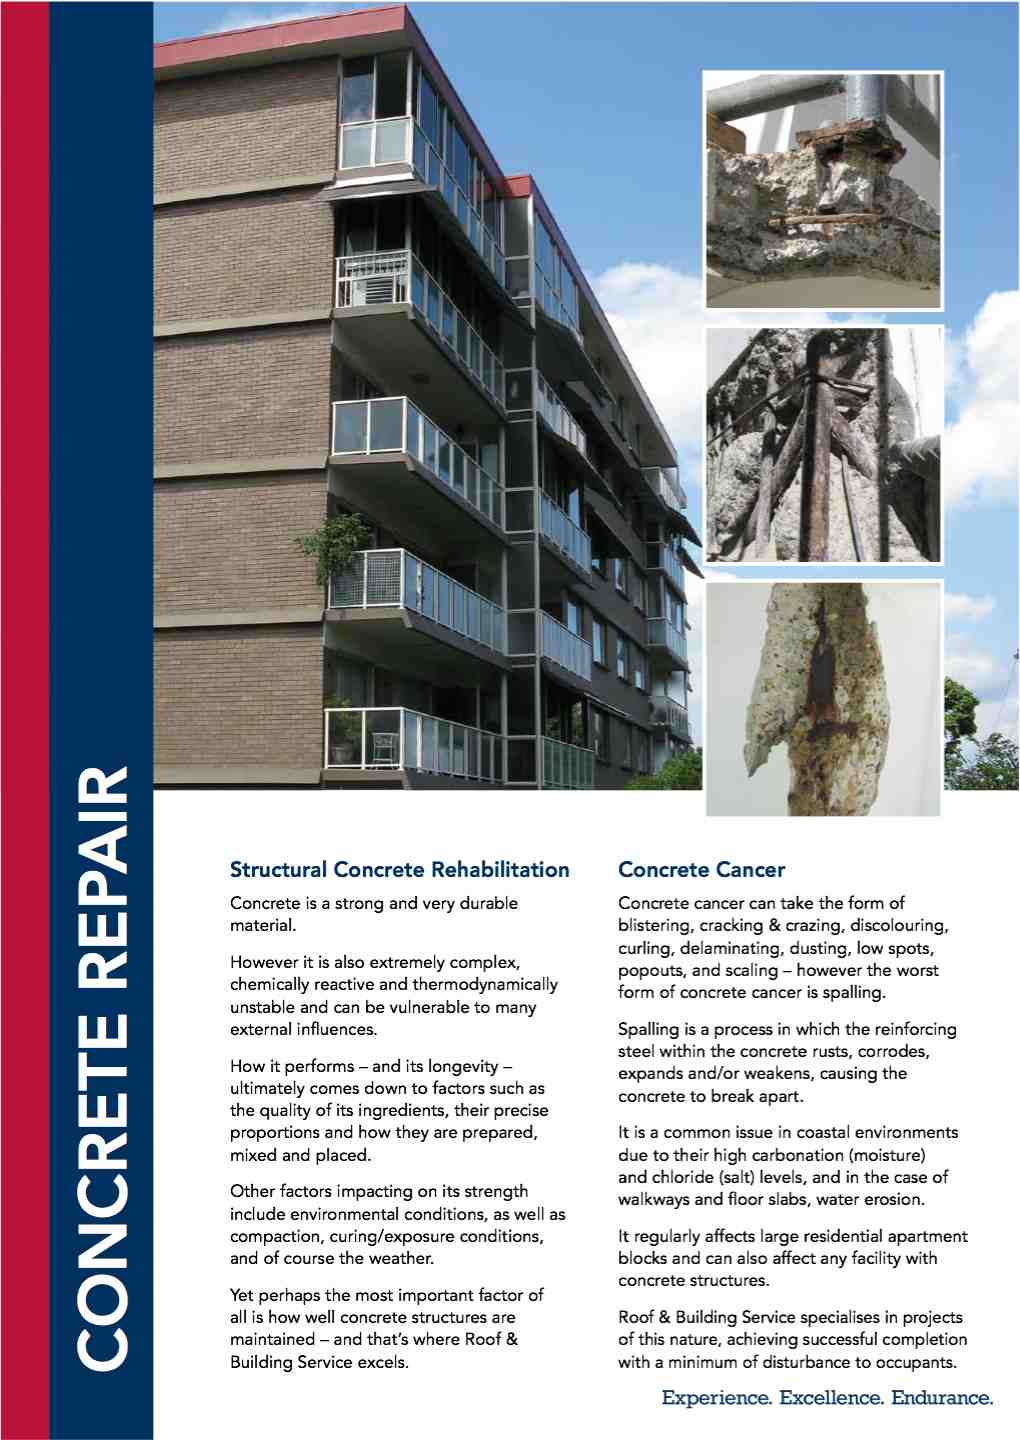 CONCRETE REPAIR
Structural Concrete Rehabilitation
Concrete is a strong and very durable
material.
However it is also extremely complex,
chemically reactive and thermodynamically
unstable and can be vulnerable to many
external influences.
How it performs – and its longevity –
ultimately comes down to factors such as
the quality of its ingredients, their precise
proportions and how they are prepared,
mixed and placed.
Other factors impacting on its strength
include environmental conditions, as well as
compaction, curing/exposure conditions,
and of course the weather.
Yet perhaps the most important factor of
all is how well concrete structures are
maintained – and that's where Roof &
Building Service excels.
Concrete Cancer
Concrete cancer can take the form of
blistering, cracking & crazing, discolouring,
curling, delaminating, dusting, low spots,
popouts, and scaling – however the worst
form of concrete cancer is spalling.
Spalling is a process in which the reinforcing
steel within the concrete rusts, corrodes,
expands and/or weakens, causing the
concrete to break apart.
It is a common issue in coastal environments
due to their high carbonation (moisture)
and chloride (salt) levels, and in the case of
walkways and floor slabs, water erosion.
It regularly affects large residential apartment
blocks and can also affect any facility with
concrete structures.
Roof & Building Service specialises in projects
of this nature, achieving successful completion
with a minimum of disturbance to occupants.
Experience. Excellence. Endurance.